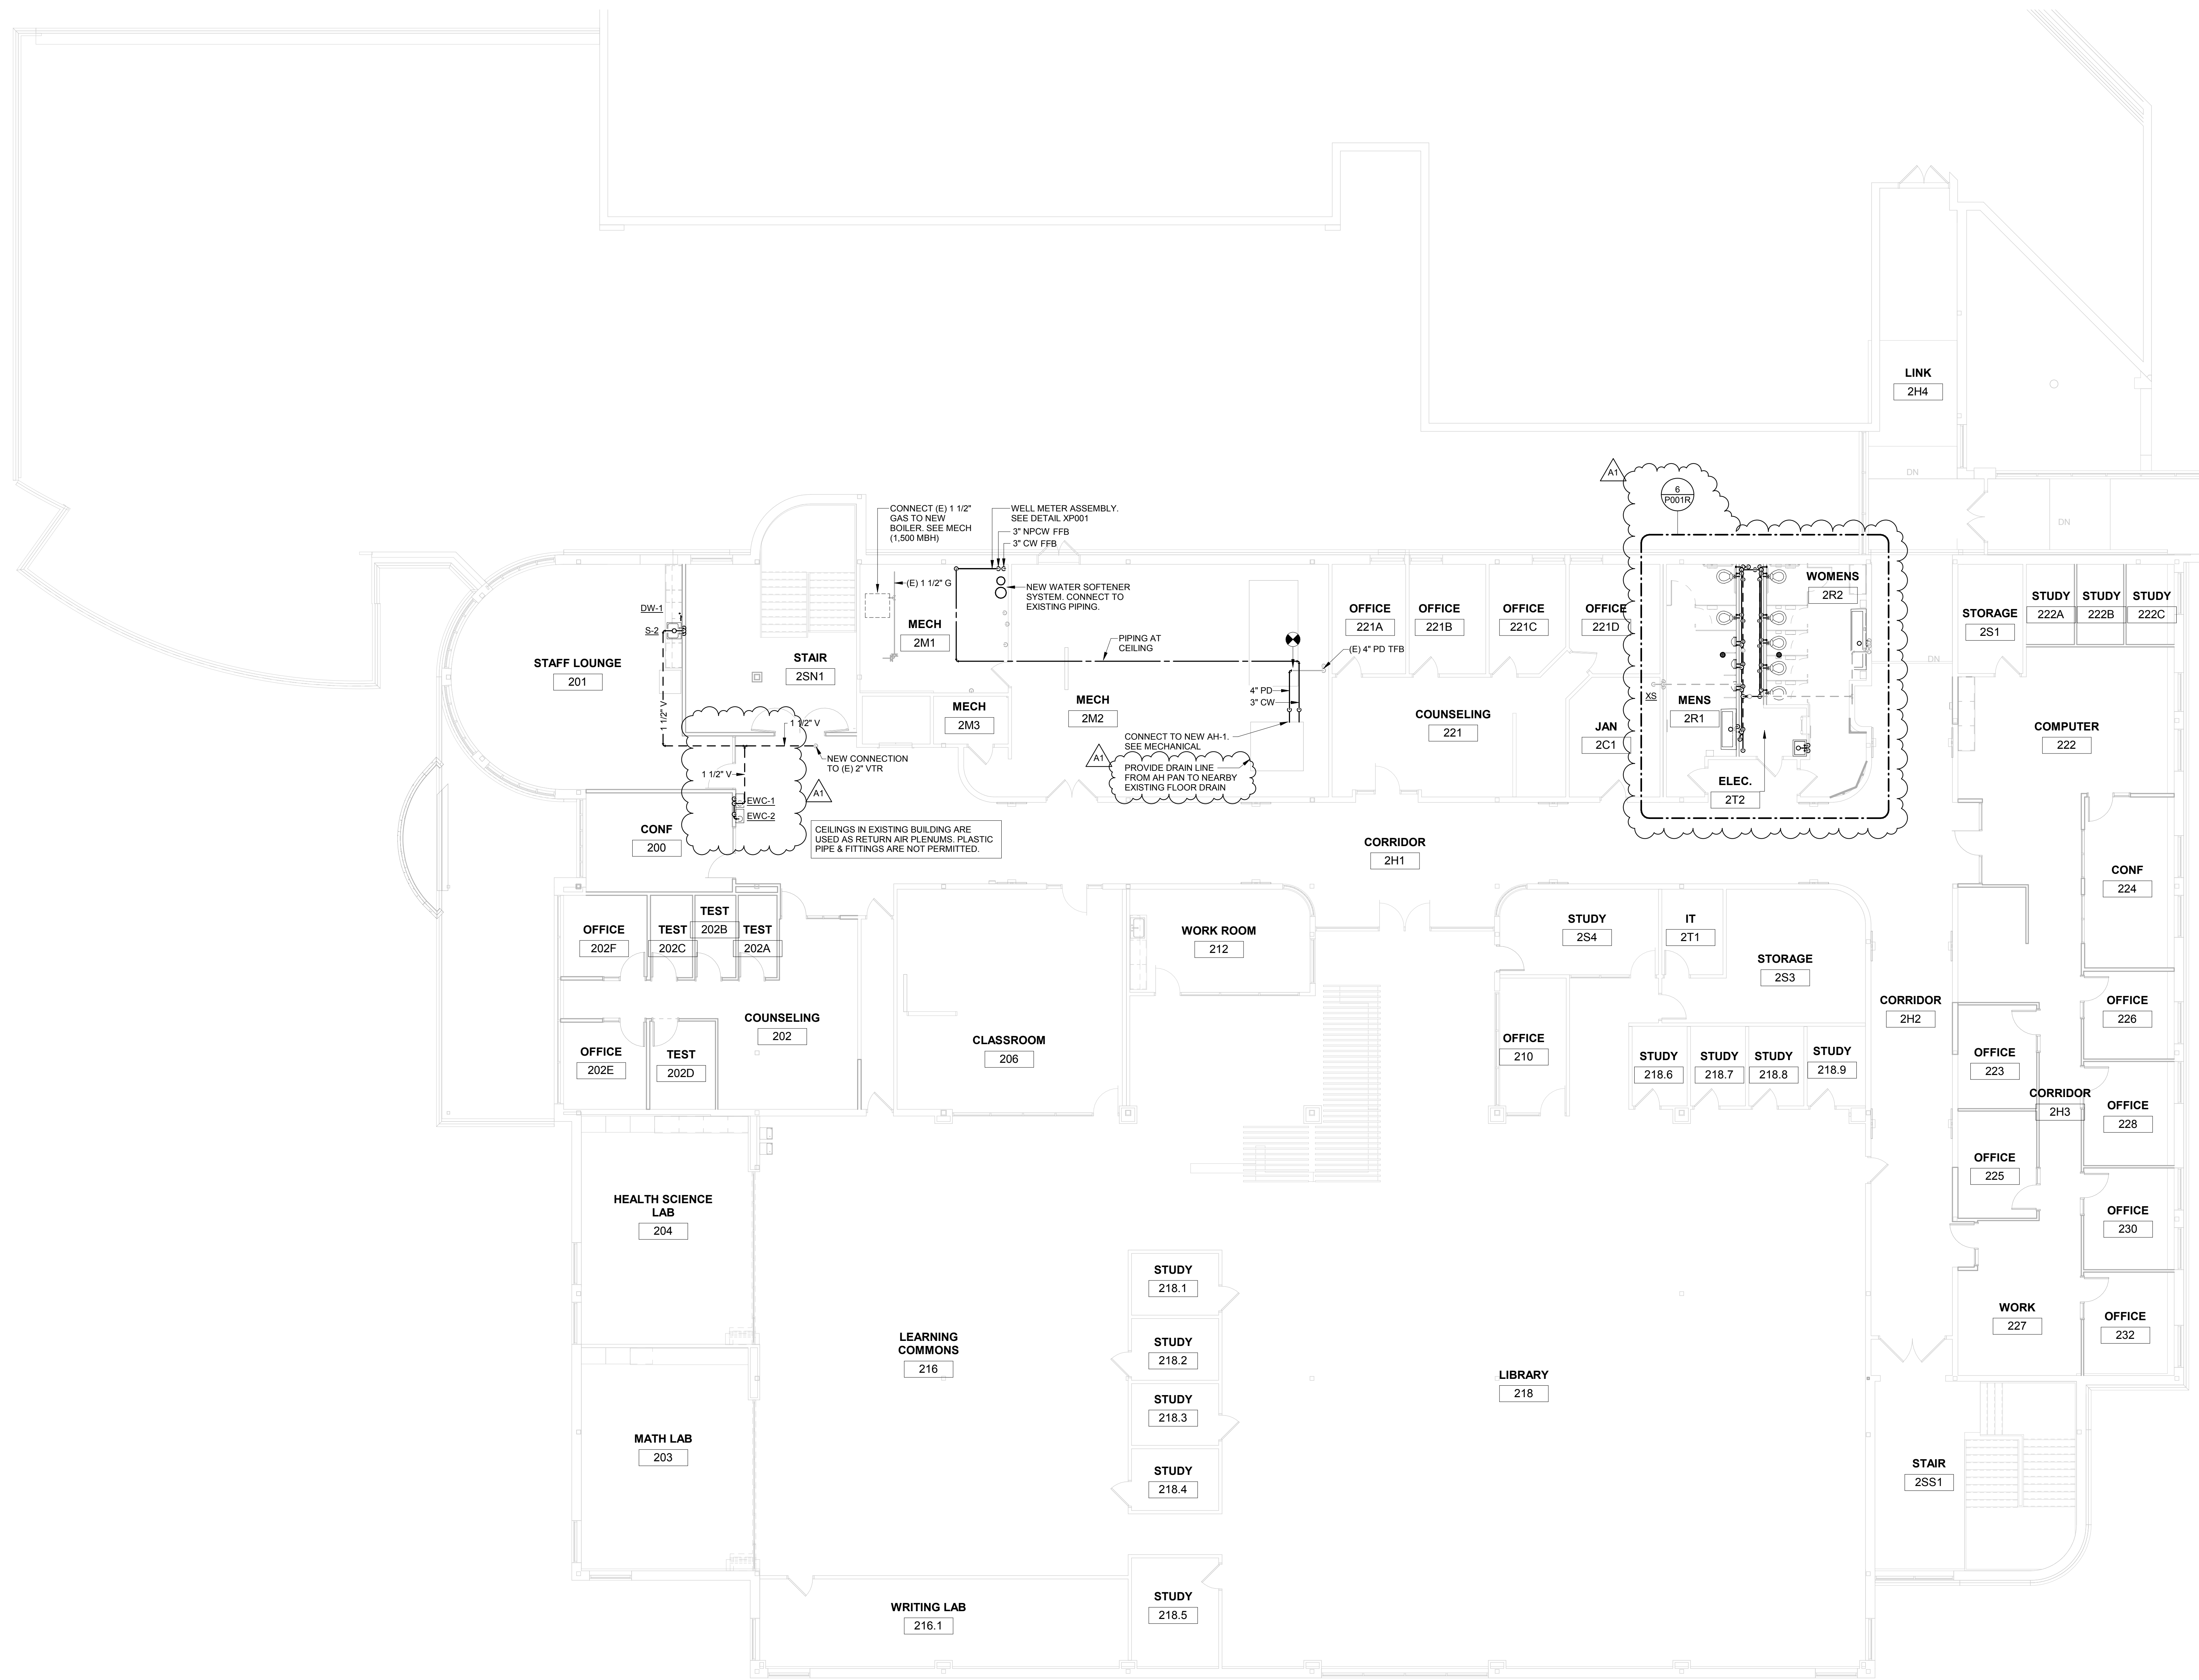 LINK
2H4
DN
DN
DN
A1
6
P001R
CONNECT (E) 1 1/2"
GAS TO NEW
BOILER. SEE MECH
(1,500 MBH)
WELL METER ASSEMBLY.
SEE DETAIL XP001
3" NPCW FFB
3" CW FFB
(E) 1 1/2" G
NEW WATER SOFTENER
SYSTEM. CONNECT TO
EXISTING PIPING.
DW-1
S-2
STAFF LOUNGE
201
1 1/2" V
STAIR
2SN1
MECH
2M1
MECH
2M3
MECH
2M2
PIPING AT
CEILING
(E) 4" PD TFB
4" PD
3" CW
CONNECT TO NEW AH-1.
SEE MECHANICAL
A1
PROVIDE DRAIN LINE
FROM AH PAN TO NEARBY
EXISTING FLOOR DRAIN
1 1/2" V
NEW CONNECTION
TO (E) 2" VTR
1 1/2" V
A1
EWC-1
EWC-2
CEILINGS IN EXISTING BUILDING ARE
USED AS RETURN AIR PLENUMS. PLASTIC
PIPE & FITTINGS ARE NOT PERMITTED.
CONF
200
OFFICE
221A
OFFICE
221B
OFFICE
221C
OFFICE
221D
COUNSELING
221
JAN
2C1
XS
MENS
2R1
WOMENS
2R2
ELEC.
2T2
STORAGE
2S1
STUDY
222A
STUDY
222B
STUDY
222C
COMPUTER
222
CORRIDOR
2H1
CONF
224
OFFICE
202F
TEST
202C
TEST
202B
TEST
202A
COUNSELING
202
OFFICE
202E
TEST
202D
CLASSROOM
206
WORK ROOM
212
STUDY
2S4
IT
2T1
STORAGE
2S3
OFFICE
210
STUDY
218.6
STUDY
218.7
STUDY
218.8
STUDY
218.9
CORRIDOR
2H2
OFFICE
223
OFFICE
226
CORRIDOR
2H3
OFFICE
228
OFFICE
225
OFFICE
230
WORK
227
OFFICE
232
HEALTH SCIENCE
LAB
204
MATH LAB
203
LEARNING
COMMONS
216
STUDY
218.1
STUDY
218.2
STUDY
218.3
STUDY
218.4
LIBRARY
218
STAIR
2SS1
WRITING LAB
216.1
STUDY
218.5